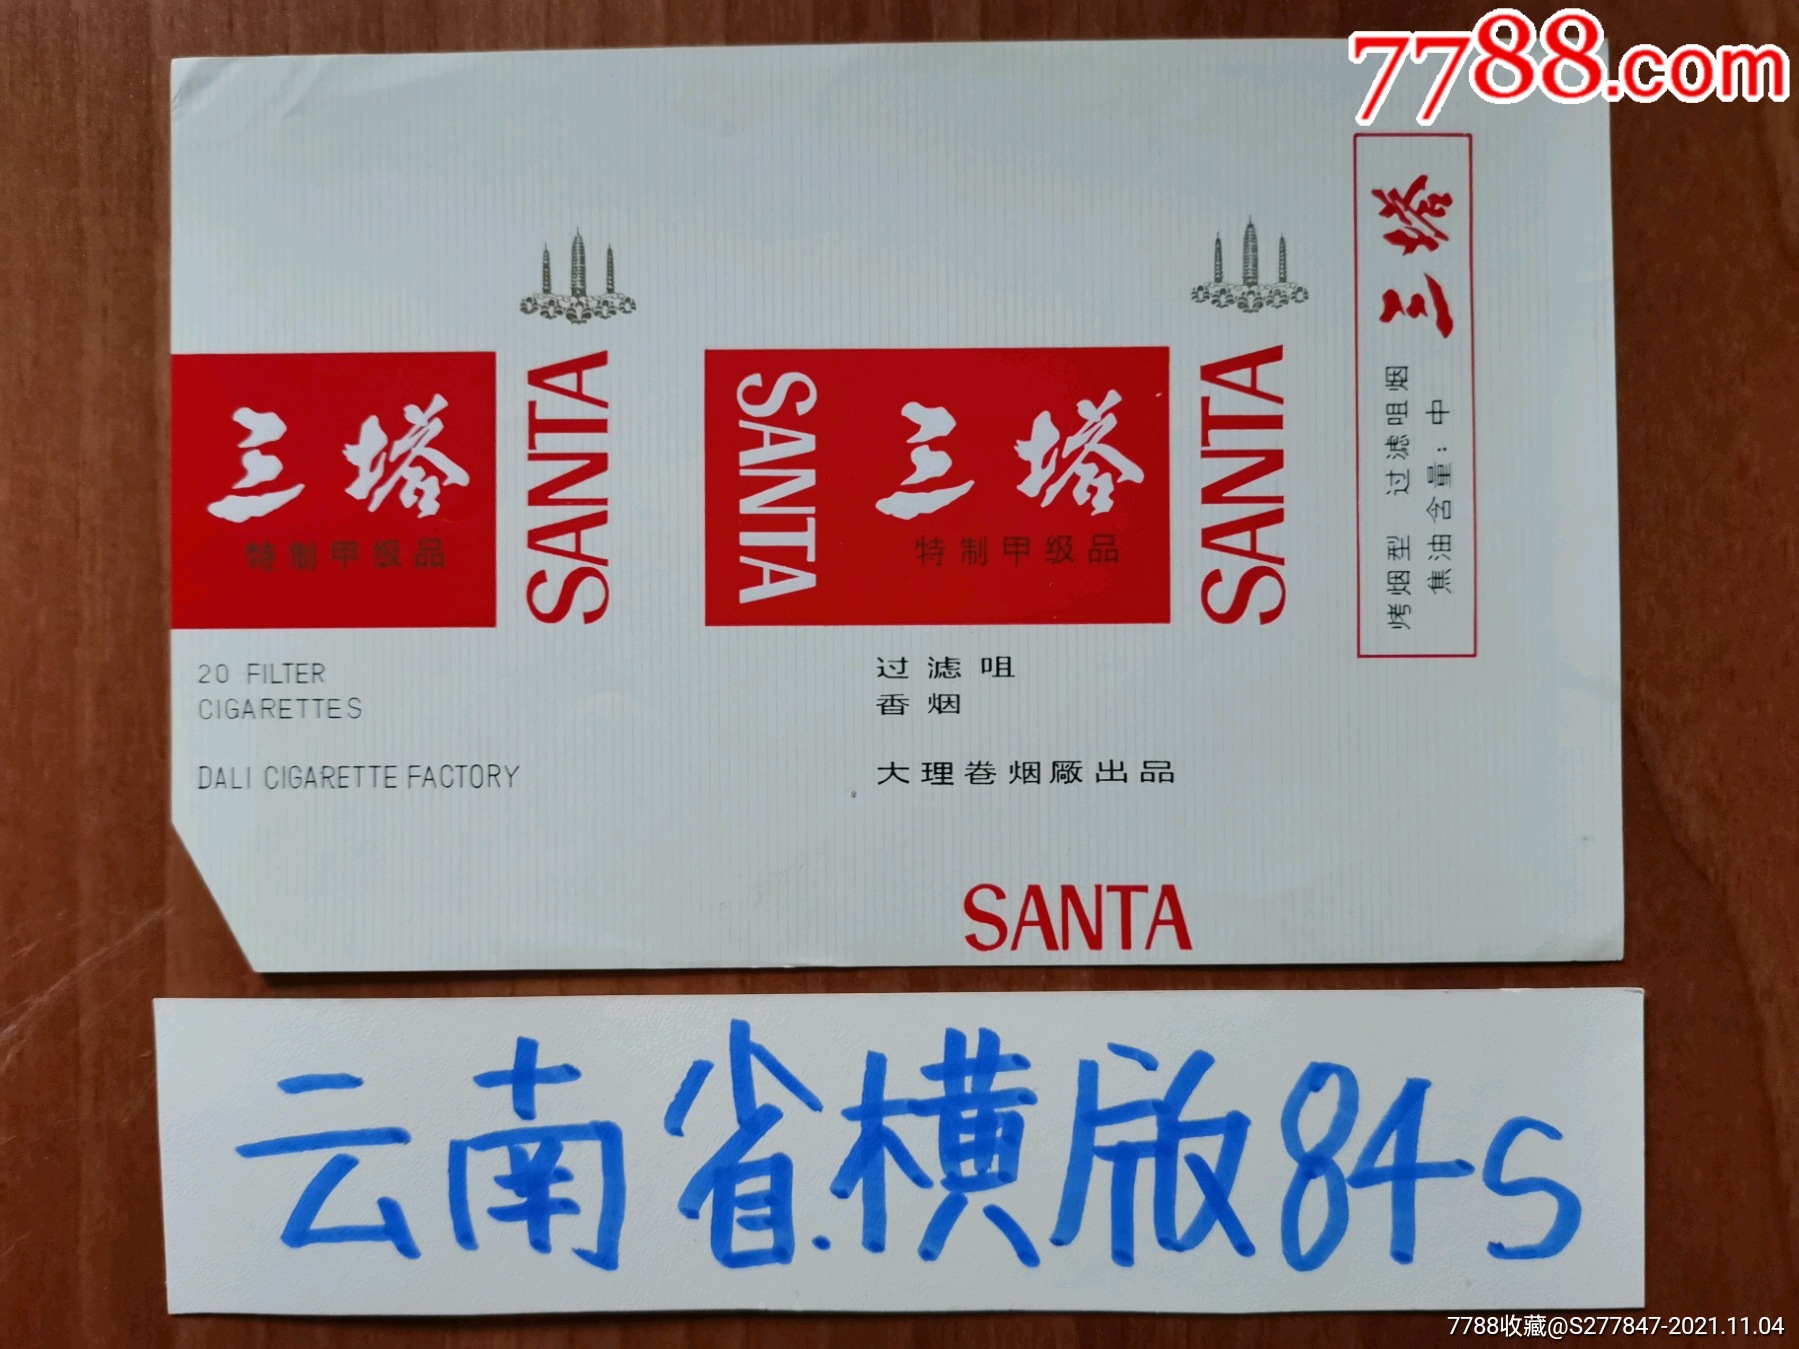 7788.com
三塔
特制甲级品
SANTA
20 FILTER
CIGARETTES
DALI CIGARETTE FACTORY
SANTA
三塔
特制甲级品
过滤咀
香烟
大理卷烟厰出品
SANTA
SANTA
三塔
烤烟型 过滤咀烟
焦油含量:中
云南省.横版84S
7788收藏@S277847-2021.11.04